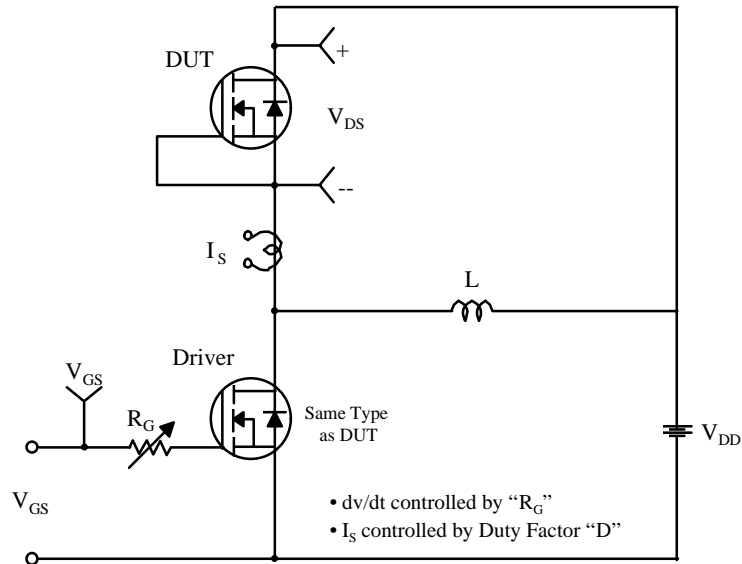 DUT
+
V_DS
--
I_S
L
Driver
V_GS
R_G
Same Type
as DUT
V_DD
V_GS
• dv/dt controlled by “R_G”
• I_S controlled by Duty Factor “D”